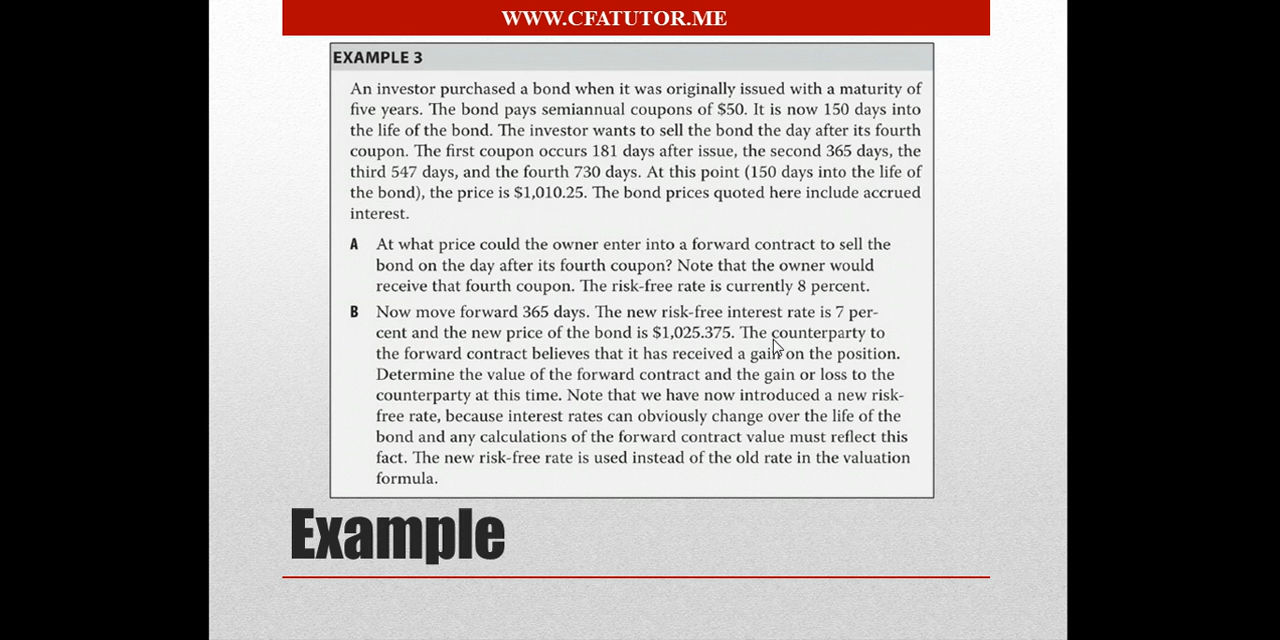 WWW.CFATUTOR.ME
EXAMPLE 3
An investor purchased a bond when it was originally issued with a maturity of
five years. The bond pays semiannual coupons of $50. It is now 150 days into
the life of the bond. The investor wants to sell the bond the day after its fourth
coupon. The first coupon occurs 181 days after issue, the second 365 days, the
third 547 days, and the fourth 730 days. At this point (150 days into the life of
the bond), the price is $1,010.25. The bond prices quoted here include accrued
interest.
A At what price could the owner enter into a forward contract to sell the
bond on the day after its fourth coupon? Note that the owner would
receive that fourth coupon. The risk-free rate is currently 8 percent.
B Now move forward 365 days. The new risk-free interest rate is 7 per-
cent and the new price of the bond is $1,025.375. The counterparty to
the forward contract believes that it has received a gain on the position.
Determine the value of the forward contract and the gain or loss to the
counterparty at this time. Note that we have now introduced a new risk-
free rate, because interest rates can obviously change over the life of the
bond and any calculations of the forward contract value must reflect this
fact. The new risk-free rate is used instead of the old rate in the valuation
formula.
Example